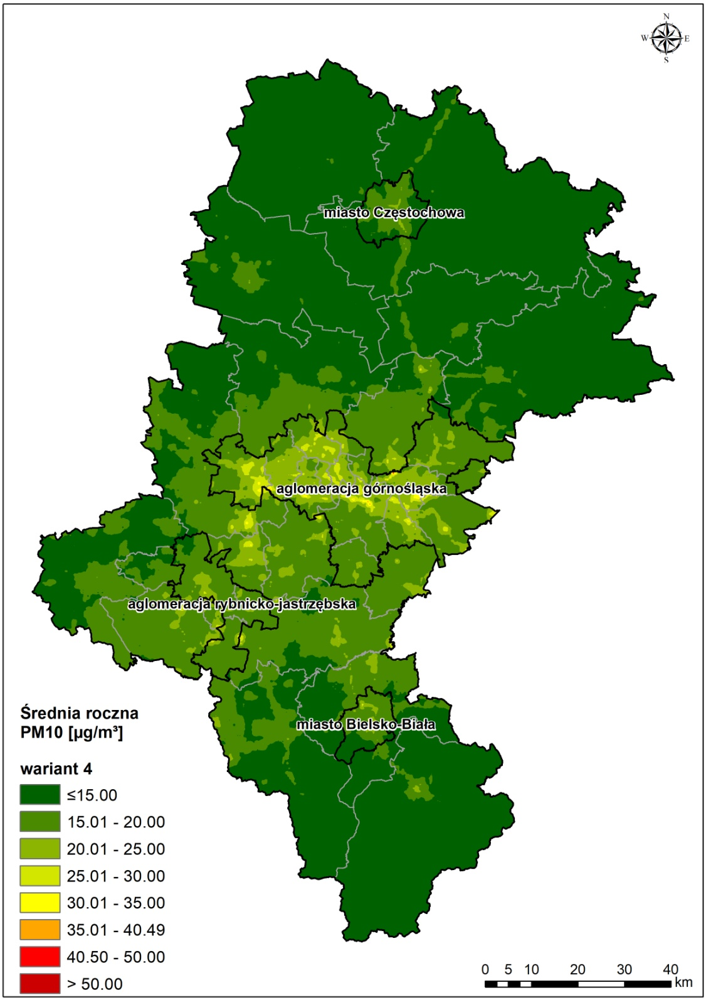 N
W E
S
miasto Częstochowa
aglomeracja górnośląska
aglomeracja rybnicko-jastrzębska
miasto Bielsko-Biała
Średnia roczna
PM10 [µg/m³]
wariant 4
≤15.00
15.01 - 20.00
20.01 - 25.00
25.01 - 30.00
30.01 - 35.00
35.01 - 40.49
40.50 - 50.00
> 50.00
0 5 10 20 30 40
km